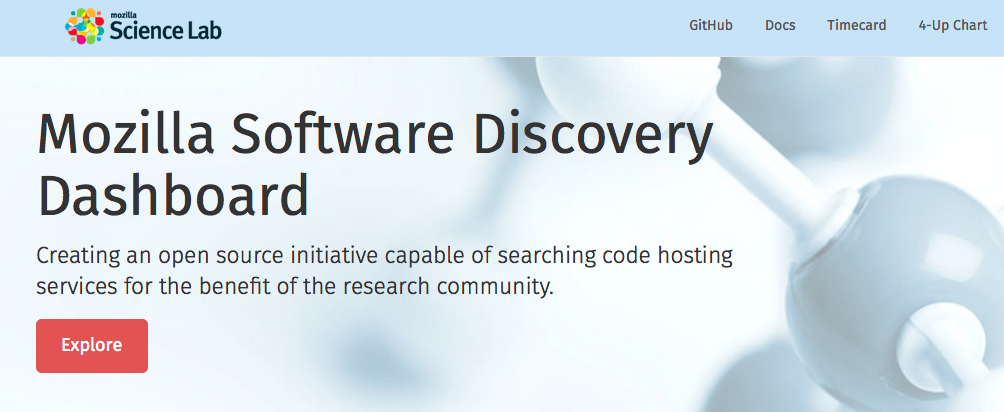 mozilla
Science Lab
GitHub Docs Timecard 4-Up Chart
Mozilla Software Discovery
Dashboard
Creating an open source initiative capable of searching code hosting
services for the benefit of the research community.
Explore